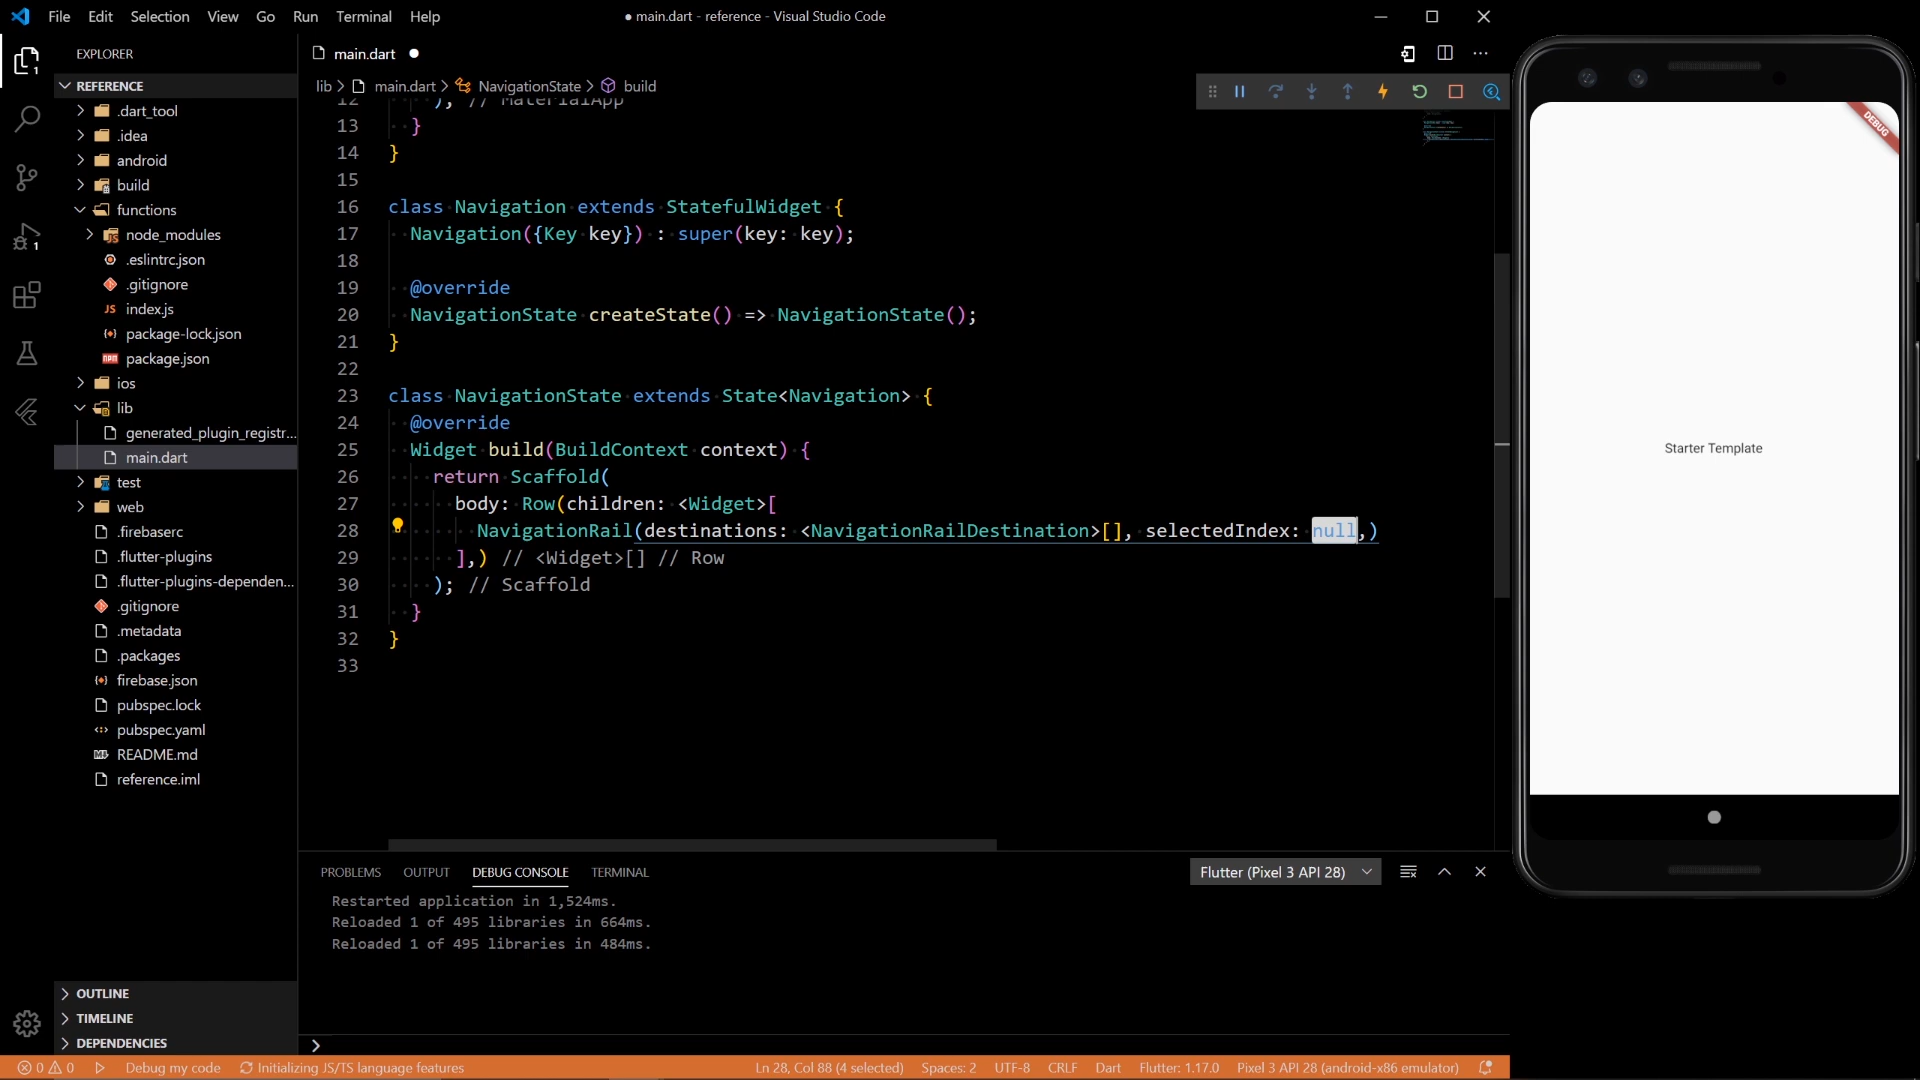 File Edit Selection View Go Run Terminal Help
● main.dart - reference - Visual Studio Code
EXPLORER
REFERENCE
.dart_tool
.idea
android
build
functions
node_modules
.eslintrc.json
.gitignore
JS index.js
package-lock.json
package.json
ios
lib
generated_plugin_registr...
main.dart
test
web
.firebaserc
.flutter-plugins
.flutter-plugins-dependen...
.gitignore
.metadata
.packages
firebase.json
pubspec.lock
pubspec.yaml
README.md
reference.iml
OUTLINE
TIMELINE
DEPENDENCIES
main.dart
lib > main.dart > NavigationState > build
12 ); // MaterialApp
13 }
14 }
15
16 class Navigation extends StatefulWidget {
17 Navigation({Key key}) : super(key: key);
18
19 @override
20 NavigationState createState() => NavigationState();
21 }
22
23 class NavigationState extends State<Navigation> {
24 @override
25 Widget build(BuildContext context) {
26 return Scaffold(
27 body: Row(children: <Widget>[
28 NavigationRail(destinations: <NavigationRailDestination>[], selectedIndex: null,)
29 ],) // <Widget>[] // Row
30 ); // Scaffold
31 }
32 }
33
PROBLEMS OUTPUT DEBUG CONSOLE TERMINAL
Flutter (Pixel 3 API 28)
Restarted application in 1,524ms.
Reloaded 1 of 495 libraries in 664ms.
Reloaded 1 of 495 libraries in 484ms.
0 0 Debug my code Initializing JS/TS language features
Ln 28, Col 88 (4 selected) Spaces: 2 UTF-8 CRLF Dart Flutter: 1.17.0 Pixel 3 API 28 (android-x86 emulator)
DEBUG
Starter Template